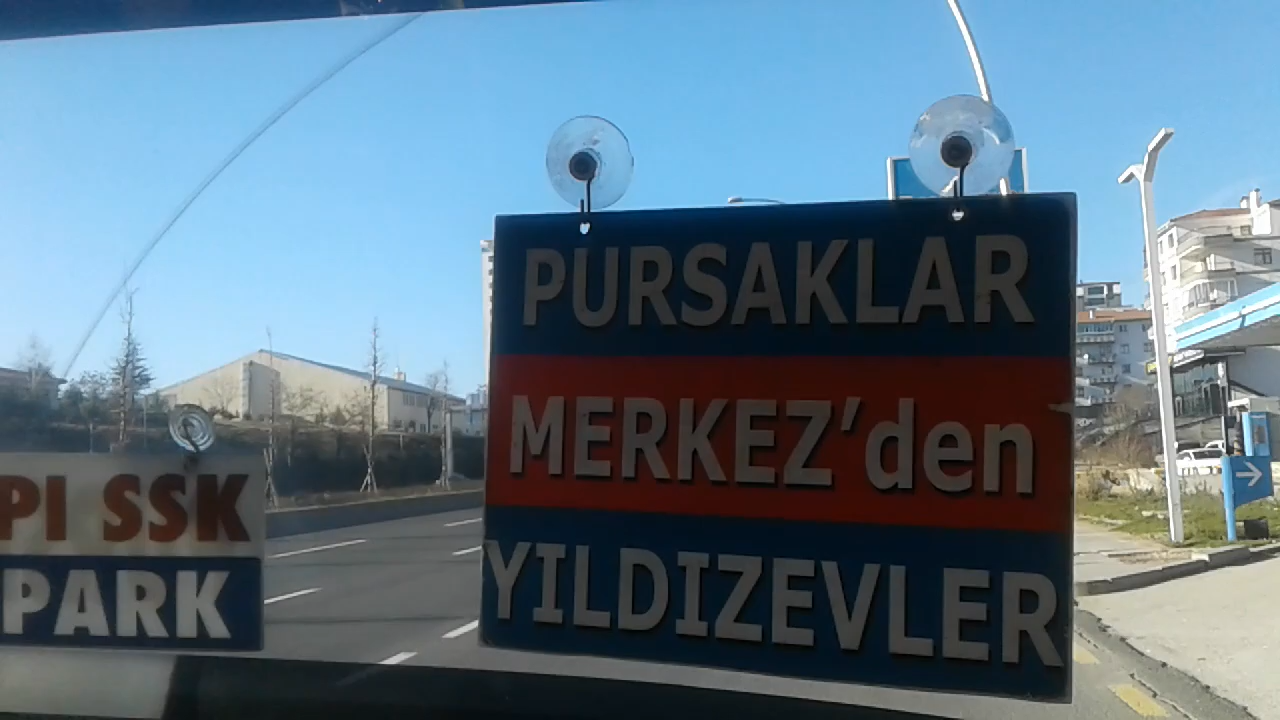 PURSAKLAR
MERKEZ'den
YILDIZEVLER
PI SSK
PARK